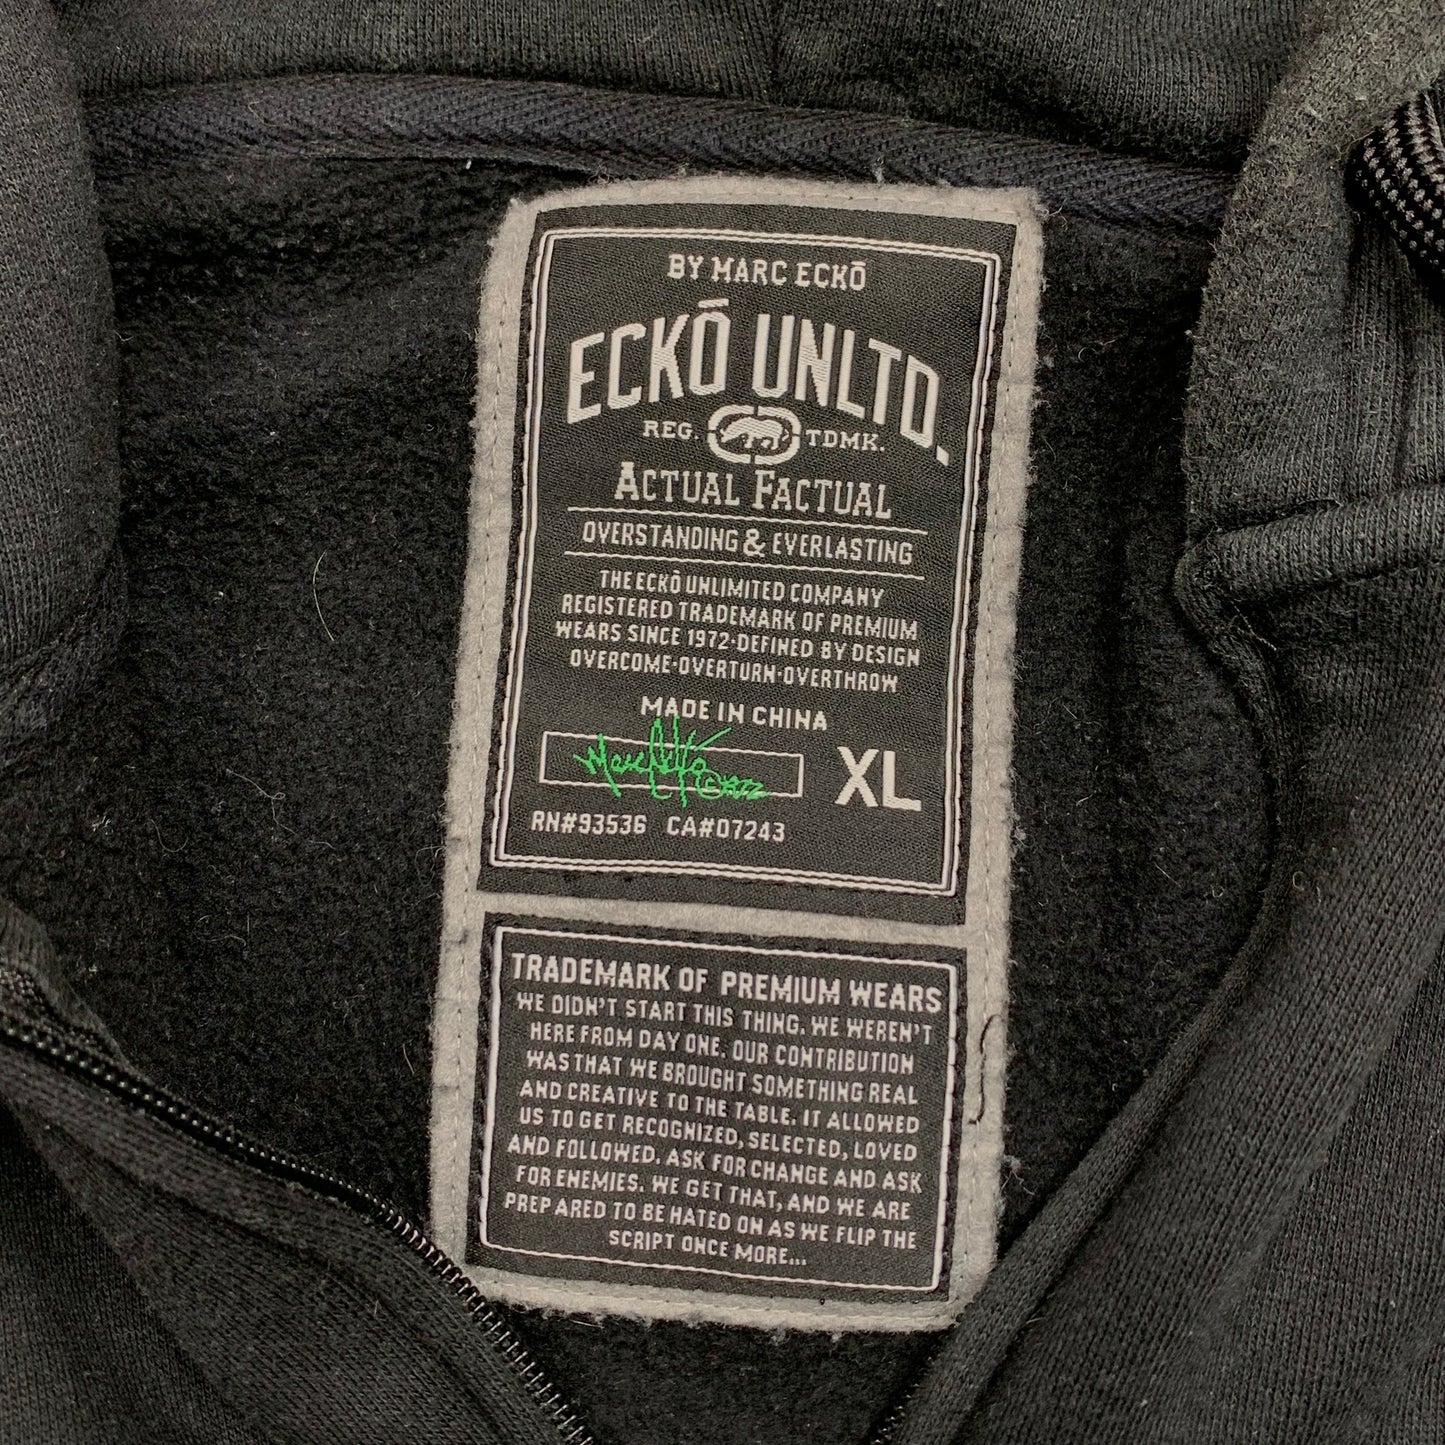 BY MARC ECKŌ
ECKŌ UNLTD.
REG. TDMK.
ACTUAL FACTUAL
OVERSTANDING & EVERLASTING
THE ECKŌ UNLIMITED COMPANY
REGISTERED TRADEMARK OF PREMIUM
WEARS SINCE 1972·DEFINED BY DESIGN
OVERCOME·OVERTURN·OVERTHROW
MADE IN CHINA
Marc Ecko ©1972 XL
RN#93536 CA#07243
TRADEMARK OF PREMIUM WEARS
WE DIDN'T START THIS THING. WE WEREN'T
HERE FROM DAY ONE. OUR CONTRIBUTION
WAS THAT WE BROUGHT SOMETHING REAL
AND CREATIVE TO THE TABLE. IT ALLOWED
US TO GET RECOGNIZED, SELECTED, LOVED
AND FOLLOWED. ASK FOR CHANGE AND ASK
FOR ENEMIES. WE GET THAT, AND WE ARE
PREPARED TO BE HATED ON AS WE FLIP THE
SCRIPT ONCE MORE...